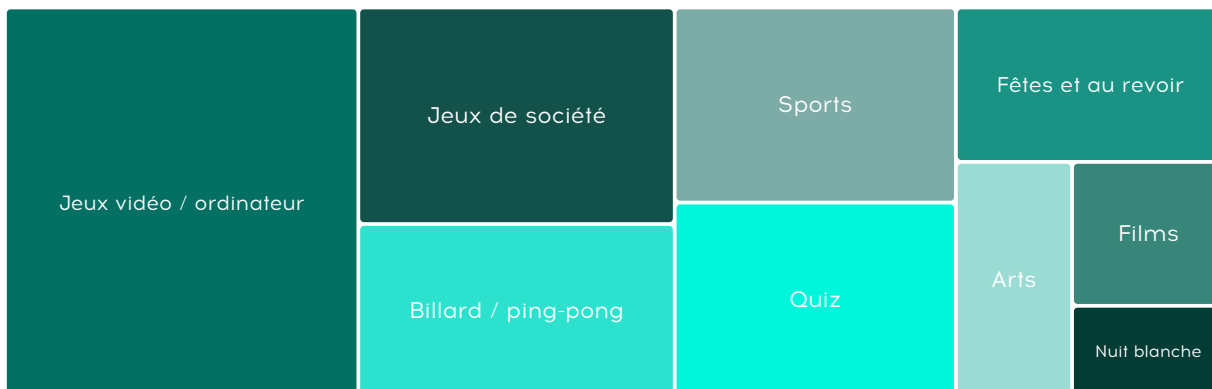 Jeux vidéo / ordinateur
Jeux de société
Billard / ping-pong
Sports
Quiz
Fêtes et au revoir
Arts
Films
Nuit blanche